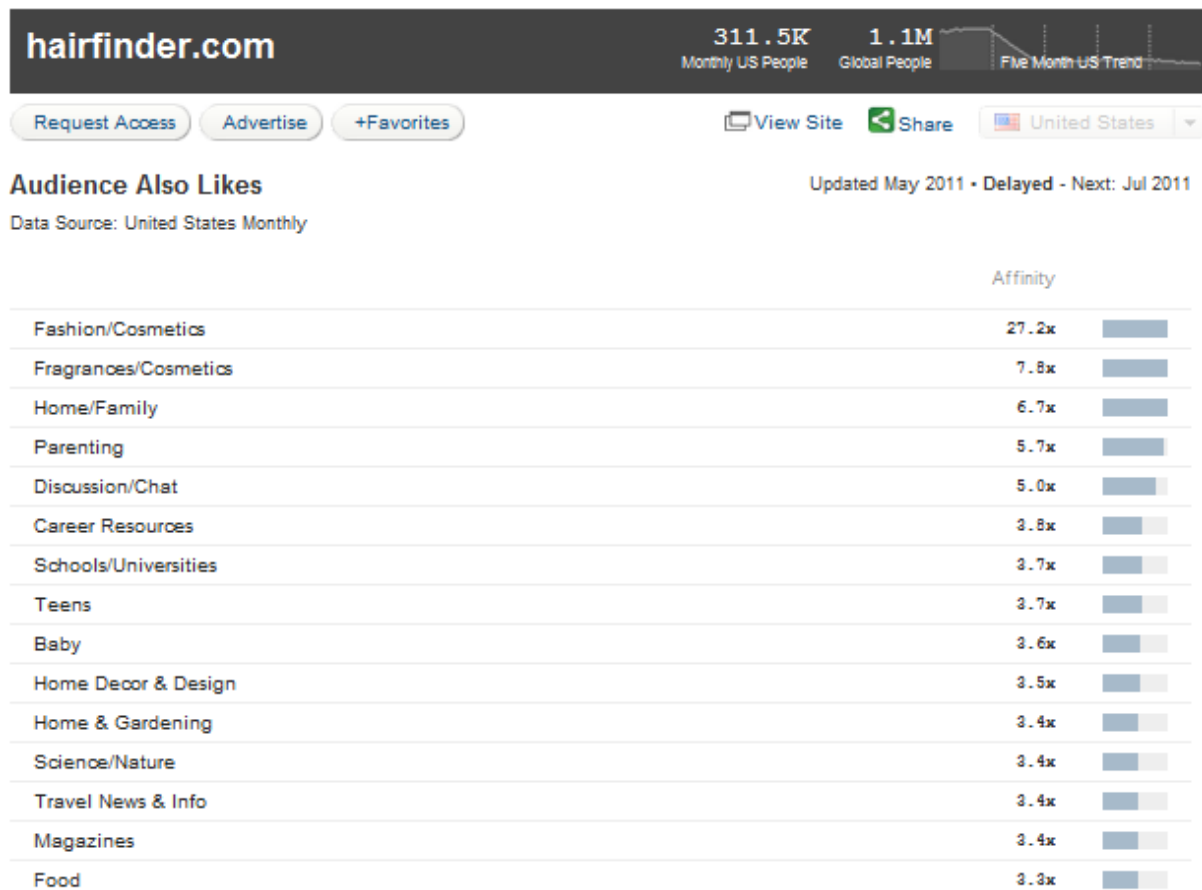 hairfinder.com
311.5K 1.1M
Monthly US People Global People Five Month US Trend
Request Access Advertise +Favorites View Site Share United States
Audience Also Likes Updated May 2011 • Delayed - Next: Jul 2011
Data Source: United States Monthly
Affinity
Fashion/Cosmetics 27.2x
Fragrances/Cosmetics 7.8x
Home/Family 6.7x
Parenting 5.7x
Discussion/Chat 5.0x
Career Resources 3.8x
Schools/Universities 3.7x
Teens 3.7x
Baby 3.6x
Home Decor & Design 3.5x
Home & Gardening 3.4x
Science/Nature 3.4x
Travel News & Info 3.4x
Magazines 3.4x
Food 3.3x